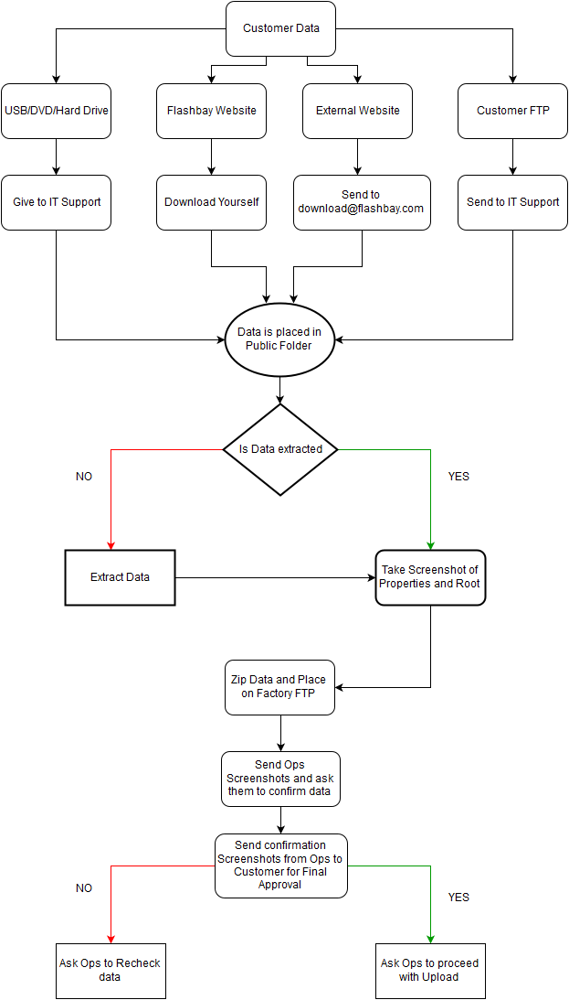 Customer Data
USB/DVD/Hard Drive
Flashbay Website
External Website
Customer FTP
Give to IT Support
Download Yourself
Send to
download@flashbay.com
Send to IT Support
Data is placed in
Public Folder
Is Data extracted
NO
YES
Extract Data
Take Screenshot of
Properties and Root
Zip Data and Place
on Factory FTP
Send Ops
Screenshots and ask
them to confirm data
Send confirmation
Screenshots from Ops to
Customer for Final
Approval
NO
YES
Ask Ops to Recheck
data
Ask Ops to proceed
with Upload